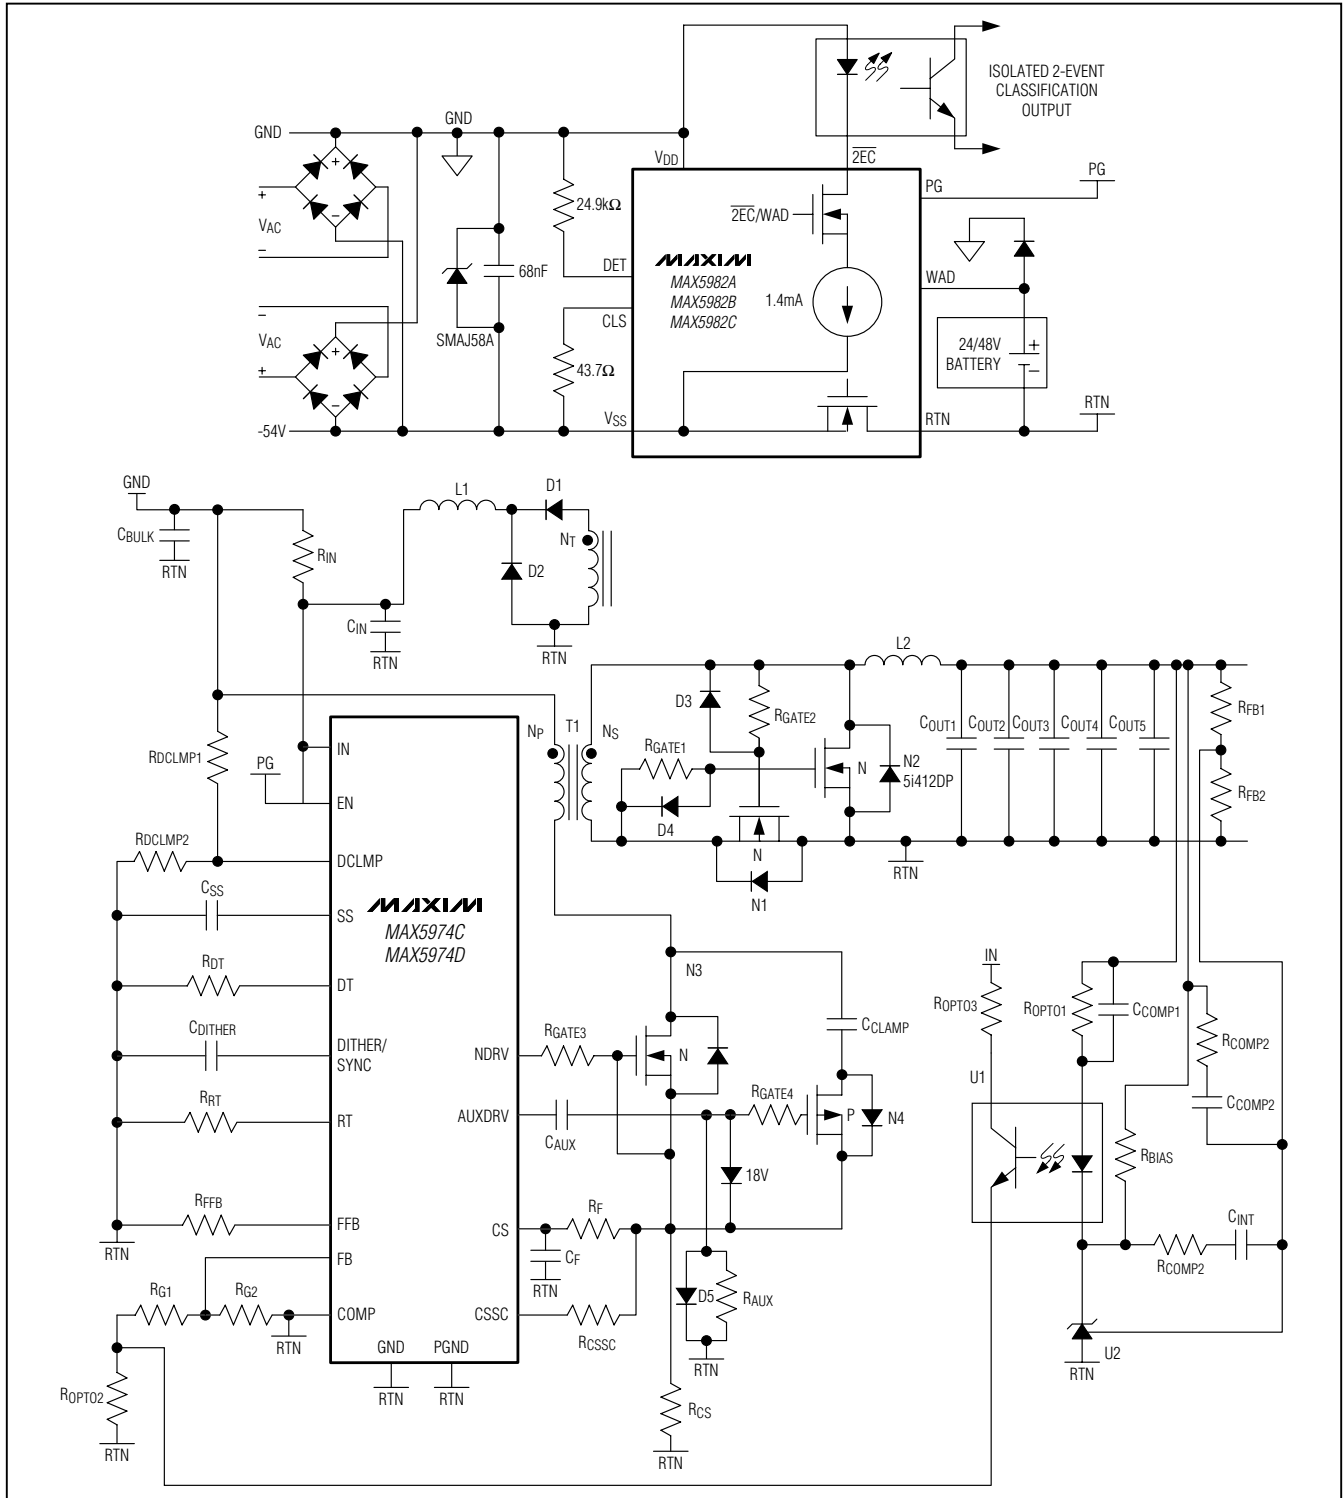 ISOLATED 2-EVENT
CLASSIFICATION
OUTPUT
GND
GND
VDD
2EC
PG
PG
+
VAC
−
+
−
24.9kΩ
2EC/WAD
DET
MAXIM
MAX5982A
MAX5982B
MAX5982C
1.4mA
WAD
68nF
SMAJ58A
CLS
−
VAC
+
+
−
43.7Ω
24/48V
BATTERY
+
−
-54V
VSS
RTN
RTN
GND
CBULK
RTN
RIN
L1
D1
NT
D2
CIN
RTN
RTN
L2
D3
RGATE2
COUT1
COUT2
COUT3
COUT4
COUT5
RFB1
NP
T1
NS
RDCLMP1
RGATE1
N
N2
5i412DP
RFB2
D4
PG
IN
EN
RDCLMP2
DCLMP
N
N1
RTN
CSS
SS
MAXIM
MAX5974C
MAX5974D
RDT
DT
N3
IN
ROPTO3
ROPTO1
CCOMP1
CCLAMP
RCOMP2
CDITHER
DITHER/
SYNC
NDRV
RGATE3
N
U1
CCOMP2
RRT
RT
AUXDRV
CAUX
RGATE4
P
N4
RBIAS
18V
RFFB
FFB
RTN
CS
RF
CF
RTN
CINT
RCOMP2
FB
RG1
RG2
COMP
RTN
CSSC
RCSSC
D5
RAUX
RTN
U2
RTN
GND
PGND
RTN
RTN
ROPTO2
RTN
RCS
RTN